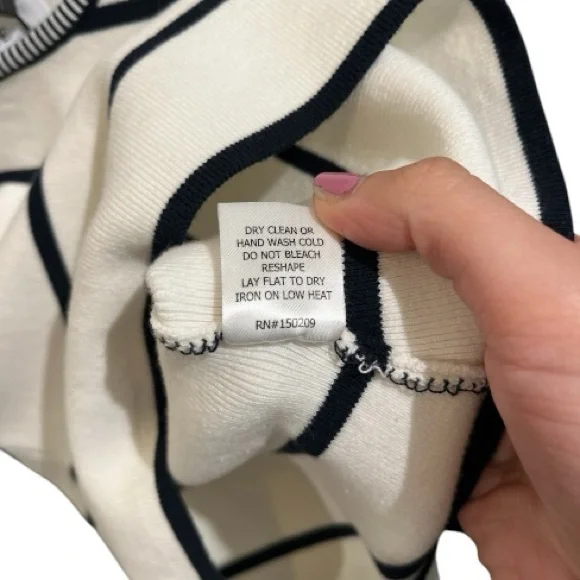 DRY CLEAN OR
HAND WASH COLD
DO NOT BLEACH
RESHAPE
LAY FLAT TO DRY
IRON ON LOW HEAT
RN#150209